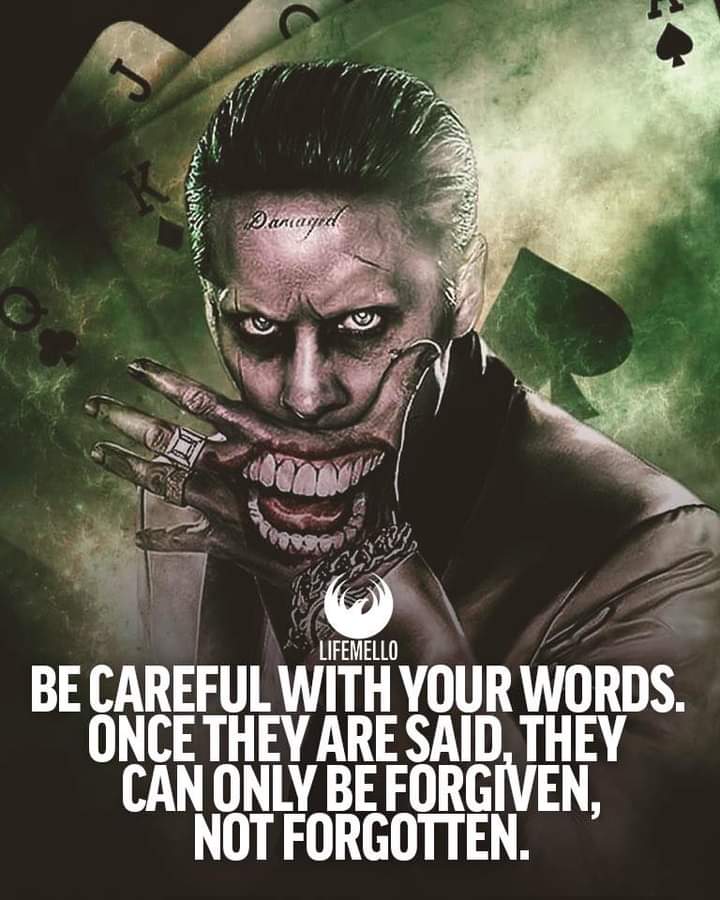 J
K
Q
Damaged
LIFEMELLO
BE CAREFUL WITH YOUR WORDS.
ONCE THEY ARE SAID, THEY
CAN ONLY BE FORGIVEN,
NOT FORGOTTEN.